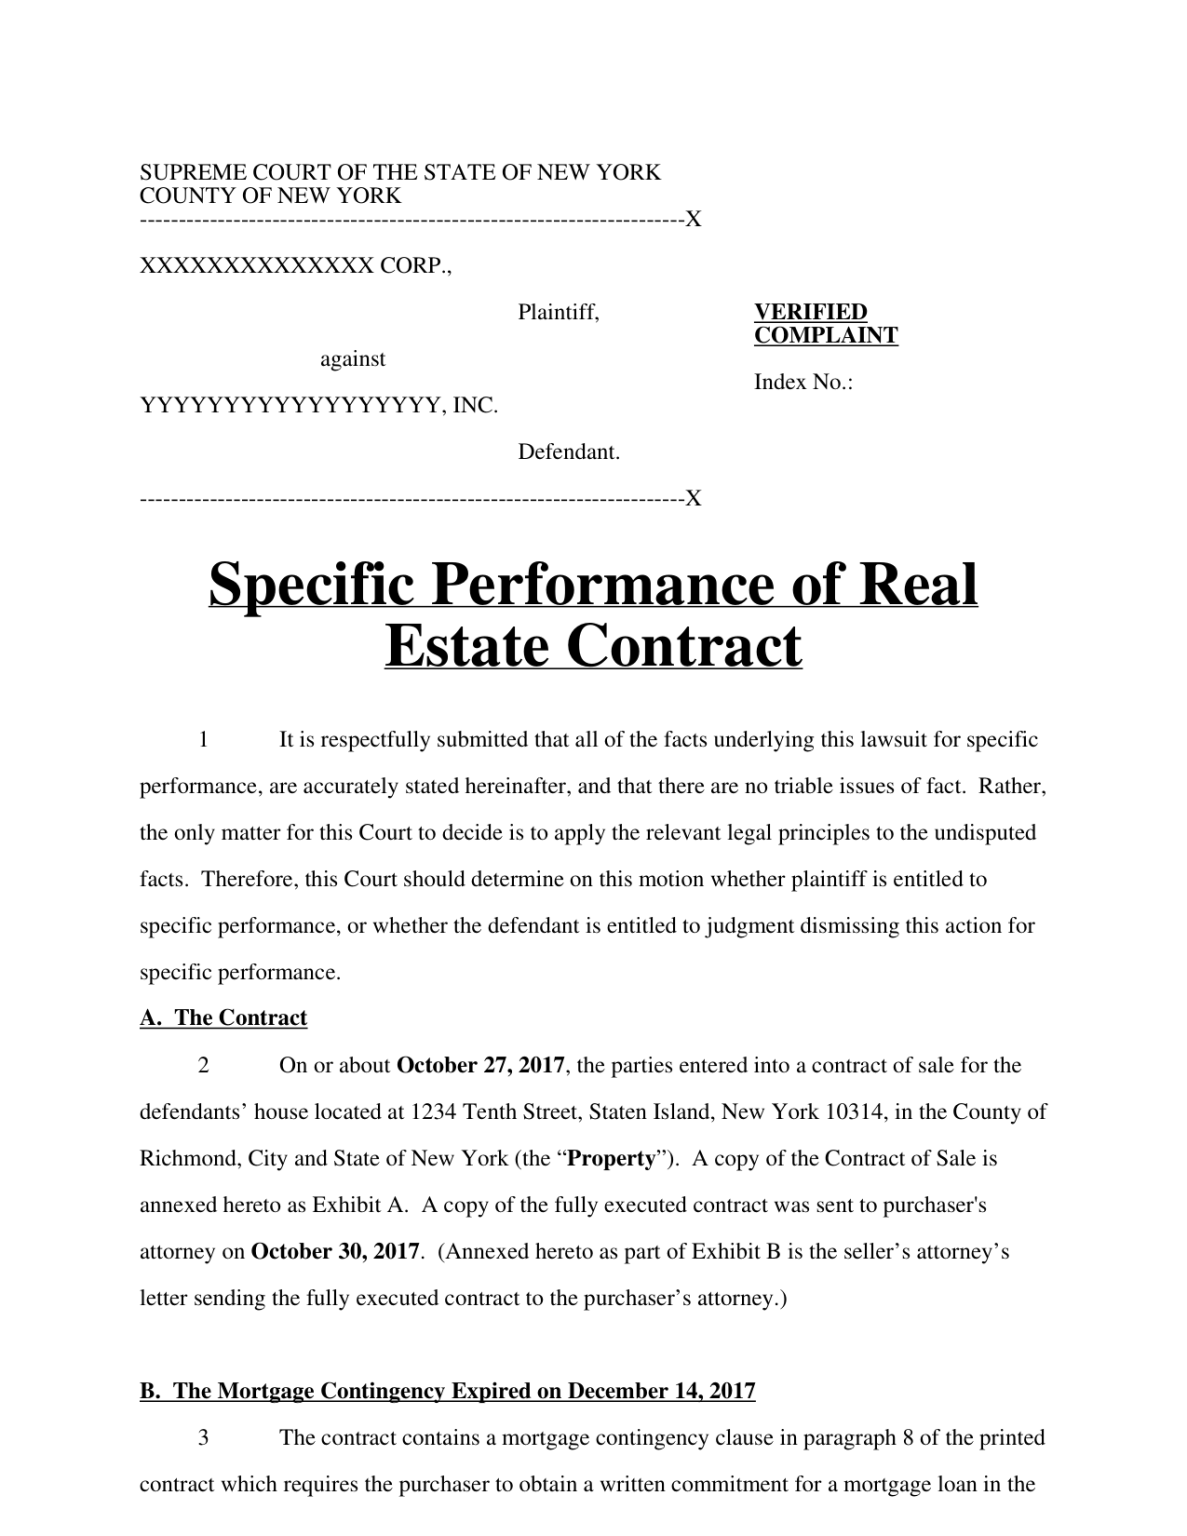 SUPREME COURT OF THE STATE OF NEW YORK
COUNTY OF NEW YORK
----------------------------------------------------------------------X
XXXXXXXXXXXXXX CORP.,
Plaintiff,
VERIFIED
COMPLAINT
against
Index No.:
YYYYYYYYYYYYYYYYYY, INC.
Defendant.
----------------------------------------------------------------------X
Specific Performance of Real
Estate Contract
1 It is respectfully submitted that all of the facts underlying this lawsuit for specific
performance, are accurately stated hereinafter, and that there are no triable issues of fact. Rather,
the only matter for this Court to decide is to apply the relevant legal principles to the undisputed
facts. Therefore, this Court should determine on this motion whether plaintiff is entitled to
specific performance, or whether the defendant is entitled to judgment dismissing this action for
specific performance.
A. The Contract
2 On or about October 27, 2017, the parties entered into a contract of sale for the
defendants’ house located at 1234 Tenth Street, Staten Island, New York 10314, in the County of
Richmond, City and State of New York (the “Property”). A copy of the Contract of Sale is
annexed hereto as Exhibit A. A copy of the fully executed contract was sent to purchaser's
attorney on October 30, 2017. (Annexed hereto as part of Exhibit B is the seller’s attorney’s
letter sending the fully executed contract to the purchaser’s attorney.)
B. The Mortgage Contingency Expired on December 14, 2017
3 The contract contains a mortgage contingency clause in paragraph 8 of the printed
contract which requires the purchaser to obtain a written commitment for a mortgage loan in the